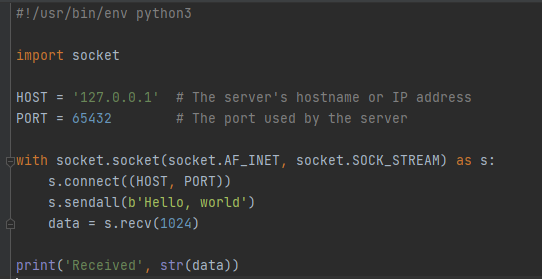 #!/usr/bin/env python3
import socket
HOST = '127.0.0.1'  # The server's hostname or IP address
PORT = 65432        # The port used by the server
with socket.socket(socket.AF_INET, socket.SOCK_STREAM) as s:
    s.connect((HOST, PORT))
    s.sendall(b'Hello, world')
    data = s.recv(1024)
print('Received', str(data))